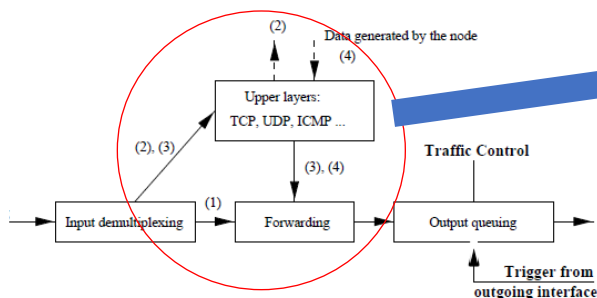 (2)
Data generated by the node
(4)
Upper layers:
TCP, UDP, ICMP ...
(2), (3)
(3), (4)
Traffic Control
(1)
Input demultiplexing
Forwarding
Output queuing
Trigger from
outgoing interface